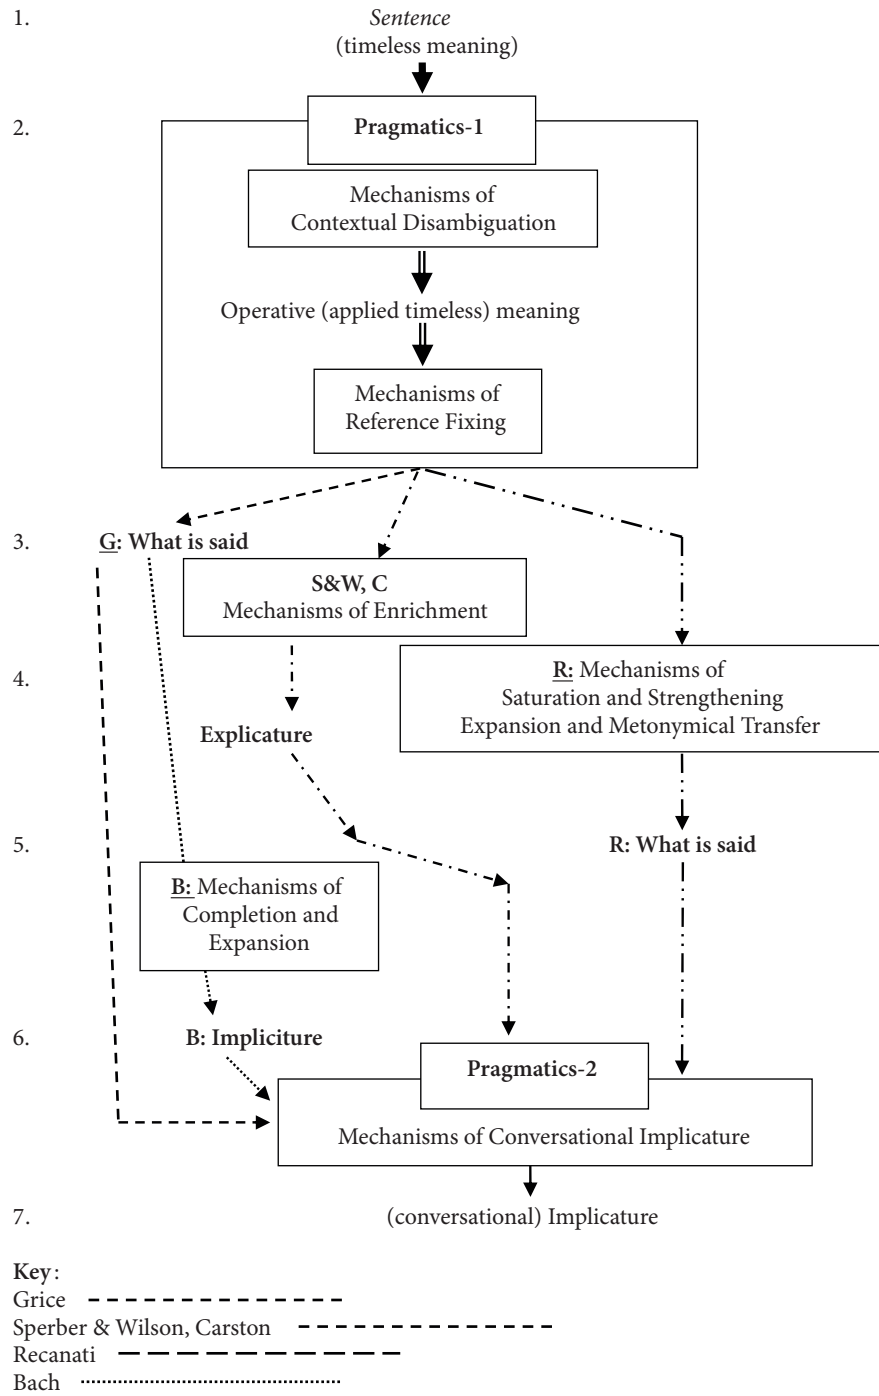 1.
Sentence
(timeless meaning)
2.
Pragmatics-1
Mechanisms of
Contextual Disambiguation
Operative (applied timeless) meaning
Mechanisms of
Reference Fixing
3.
G: What is said
S&W, C
Mechanisms of Enrichment
4.
R: Mechanisms of
Saturation and Strengthening
Expansion and Metonymical Transfer
Explicature
5.
R: What is said
B: Mechanisms of
Completion and
Expansion
6.
B: Impliciture
Pragmatics-2
Mechanisms of Conversational Implicature
7.
(conversational) Implicature
Key:
Grice
Sperber & Wilson, Carston
Recanati
Bach